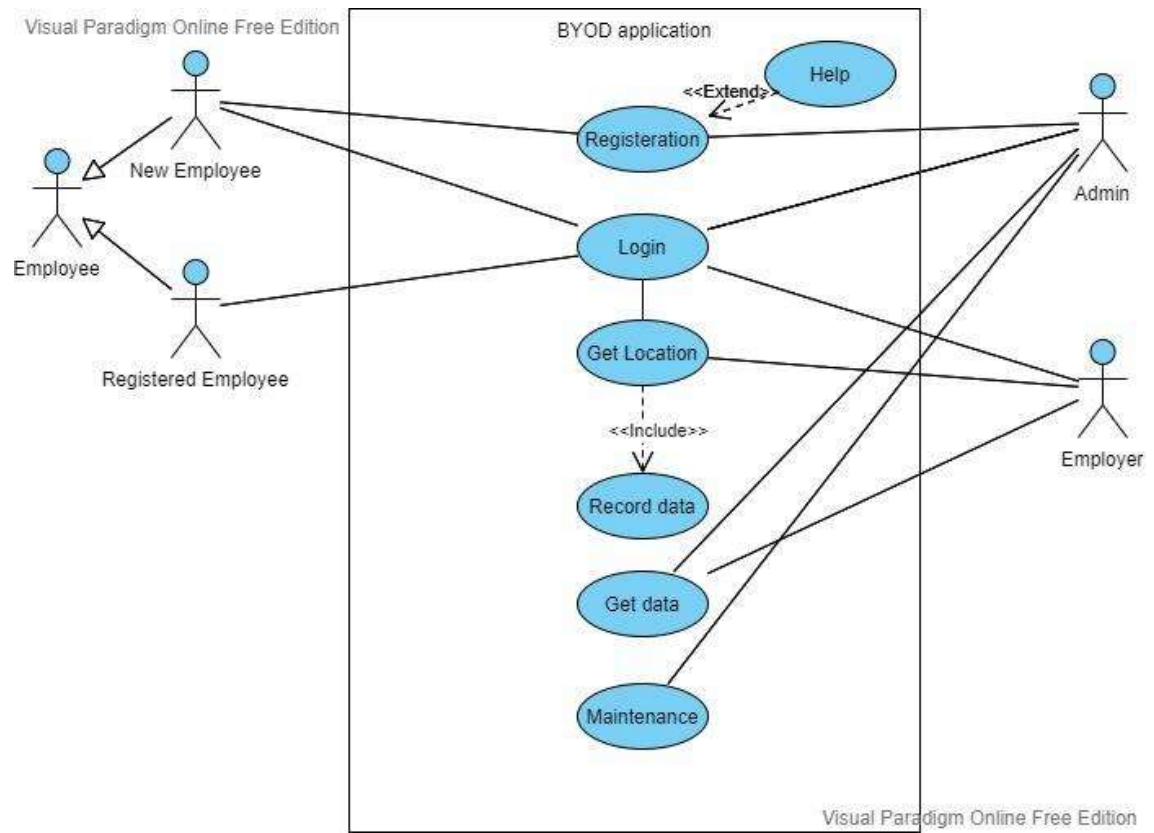 Visual Paradigm Online Free Edition
BYOD application
Help
<<Extend>>
Registeration
New Employee
Admin
Login
Employee
Get Location
Registered Employee
<<Include>>
Employer
Record data
Get data
Maintenance
Visual Paradigm Online Free Edition